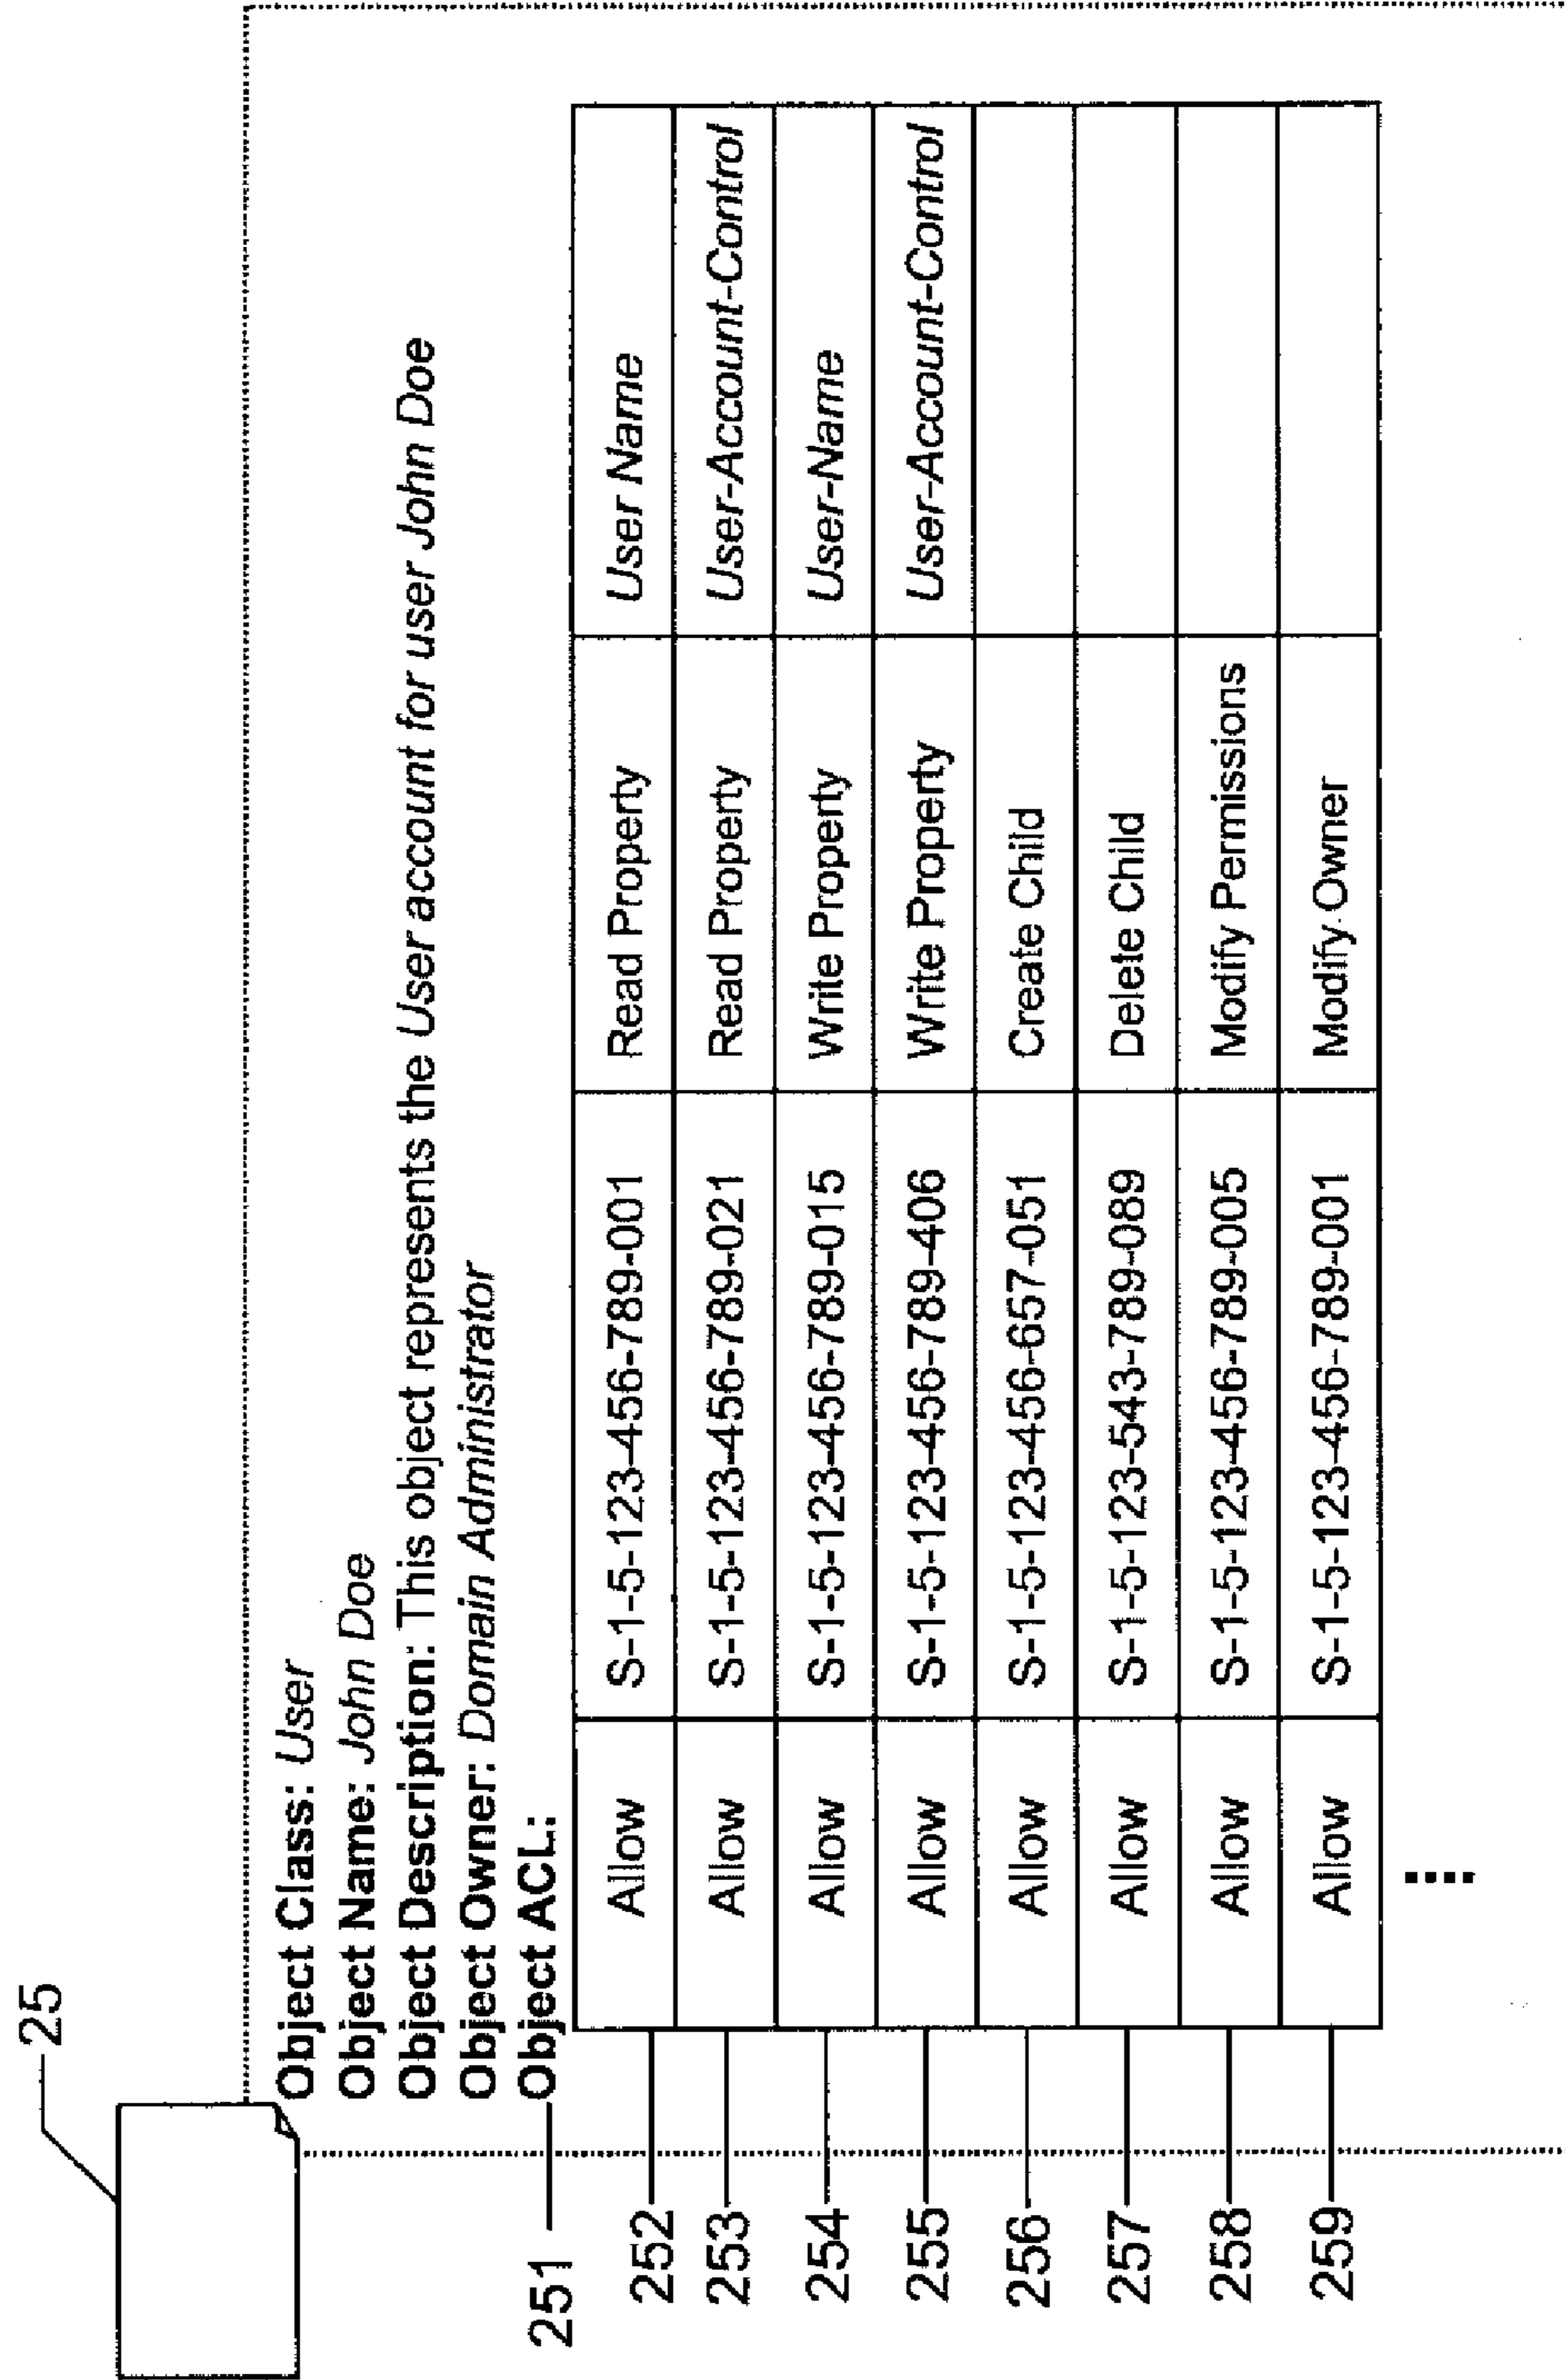 25
Object Class: User
Object Name: John Doe
Object Description: This object represents the User account for user John Doe
Object Owner: Domain Administrator
251 Object ACL:
252 Allow S-1-5-123-456-789-001 Read Property User Name
253 Allow S-1-5-123-456-789-021 Read Property User-Account-Control
254 Allow S-1-5-123-456-789-015 Write Property User-Name
255 Allow S-1-5-123-456-789-406 Write Property User-Account-Control
256 Allow S-1-5-123-456-657-051 Create Child
257 Allow S-1-5-123-543-789-089 Delete Child
258 Allow S-1-5-123-456-789-005 Modify Permissions
259 Allow S-1-5-123-456-789-001 Modify Owner